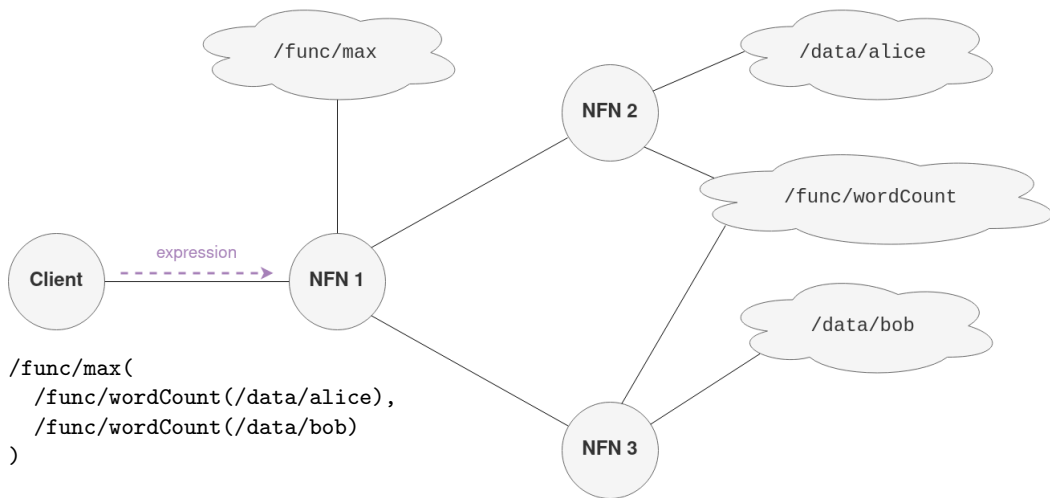 /func/max
/data/alice
NFN 2
/func/wordCount
expression
Client
NFN 1
/data/bob
/func/max(
/func/wordCount(/data/alice),
/func/wordCount(/data/bob)
)
NFN 3